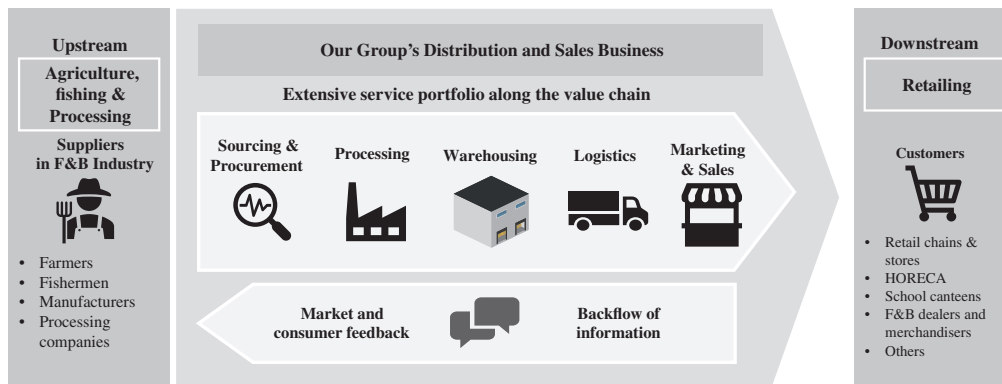 Upstream
Agriculture,
fishing &
Processing
Suppliers
in F&B Industry
• Farmers
• Fishermen
• Manufacturers
• Processing
companies
Our Group's Distribution and Sales Business
Extensive service portfolio along the value chain
Sourcing &
Procurement
Processing
Warehousing
Logistics
Marketing
& Sales
Market and
consumer feedback
Backflow of
information
Downstream
Retailing
Customers
• Retail chains &
stores
• HORECA
• School canteens
• F&B dealers and
merchandisers
• Others